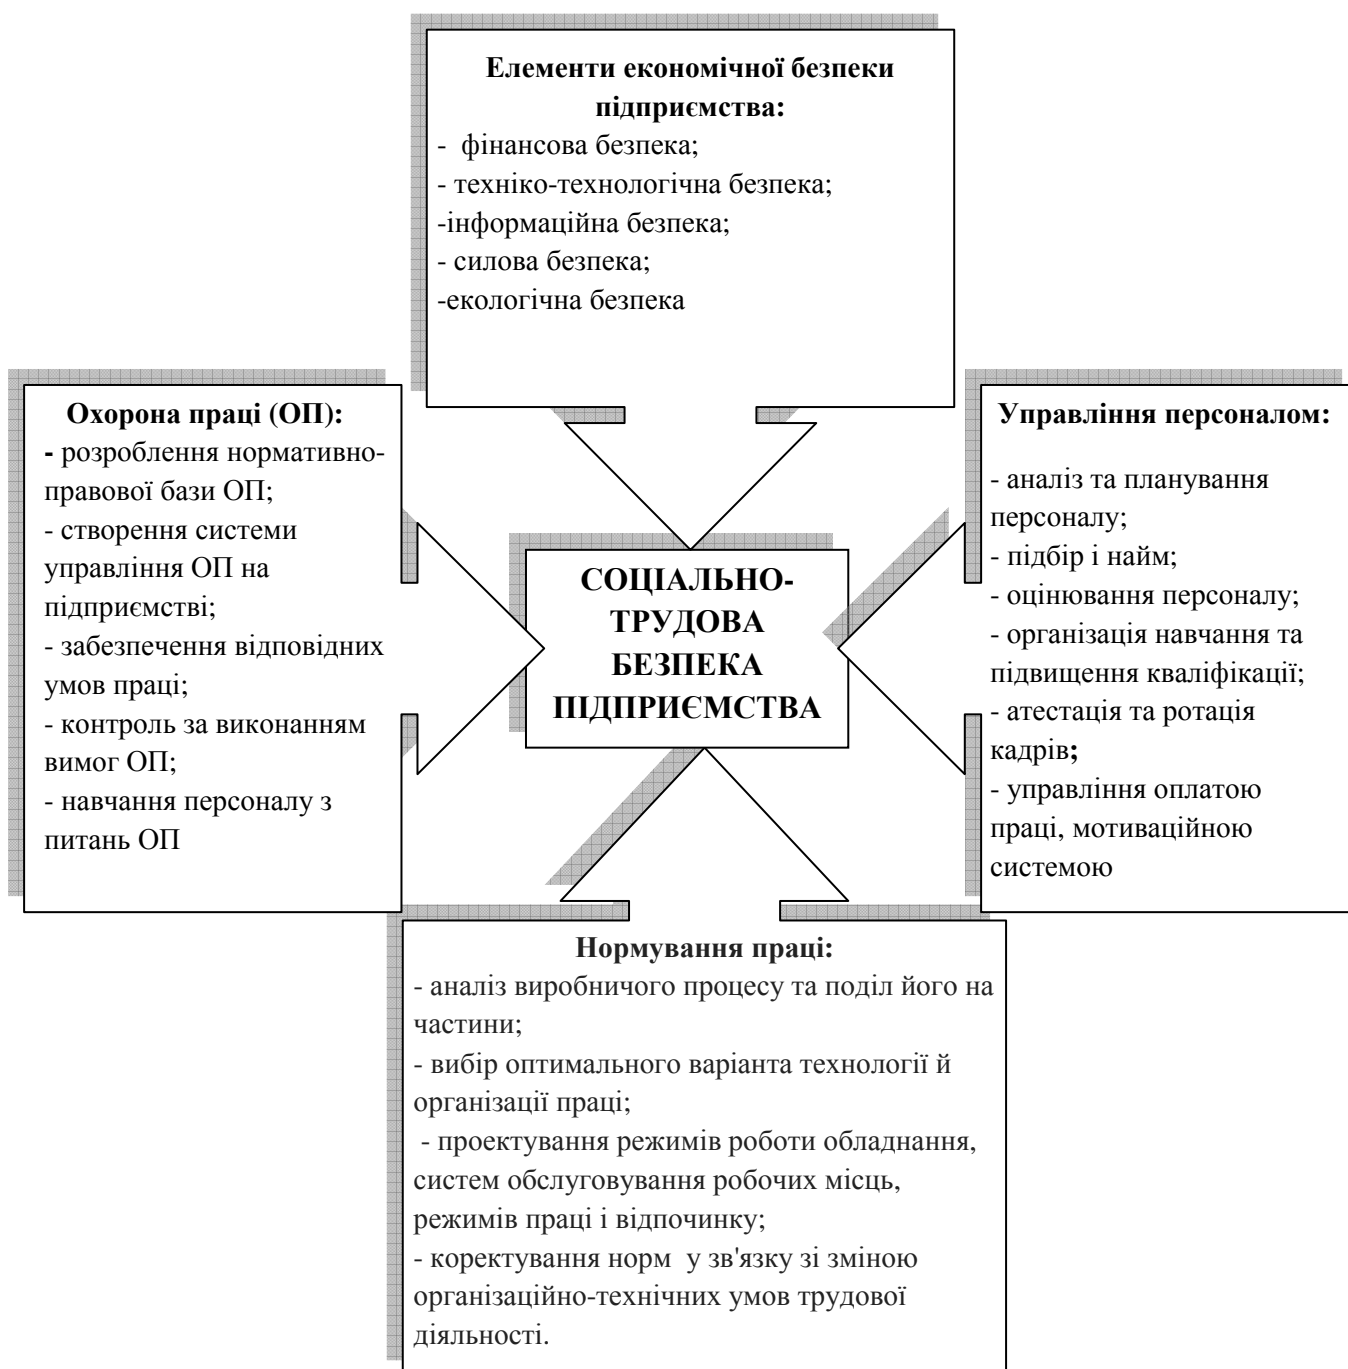 Елементи економічної безпеки
підприємства:
-  фінансова безпека;
- техніко-технологічна безпека;
-інформаційна безпека;
- силова безпека;
-екологічна безпека
Охорона праці (ОП):
- розроблення нормативно-
правової бази ОП;
- створення системи
управління ОП на
підприємстві;
- забезпечення відповідних
умов праці;
- контроль за виконанням
вимог ОП;
- навчання персоналу з
питань ОП
СОЦІАЛЬНО-
ТРУДОВА
БЕЗПЕКА
ПІДПРИЄМСТВА
Управління персоналом:
- аналіз та планування
персоналу;
- підбір і найм;
- оцінювання персоналу;
- організація навчання та
підвищення кваліфікації;
- атестація та ротація
кадрів;
- управління оплатою
праці, мотиваційною
системою
Нормування праці:
- аналіз виробничого процесу та поділ його на
частини;
- вибір оптимального варіанта технології й
організації праці;
- проектування режимів роботи обладнання,
систем обслуговування робочих місць,
режимів праці і відпочинку;
- коректування норм  у зв'язку зі зміною
організаційно-технічних умов трудової
діяльності.